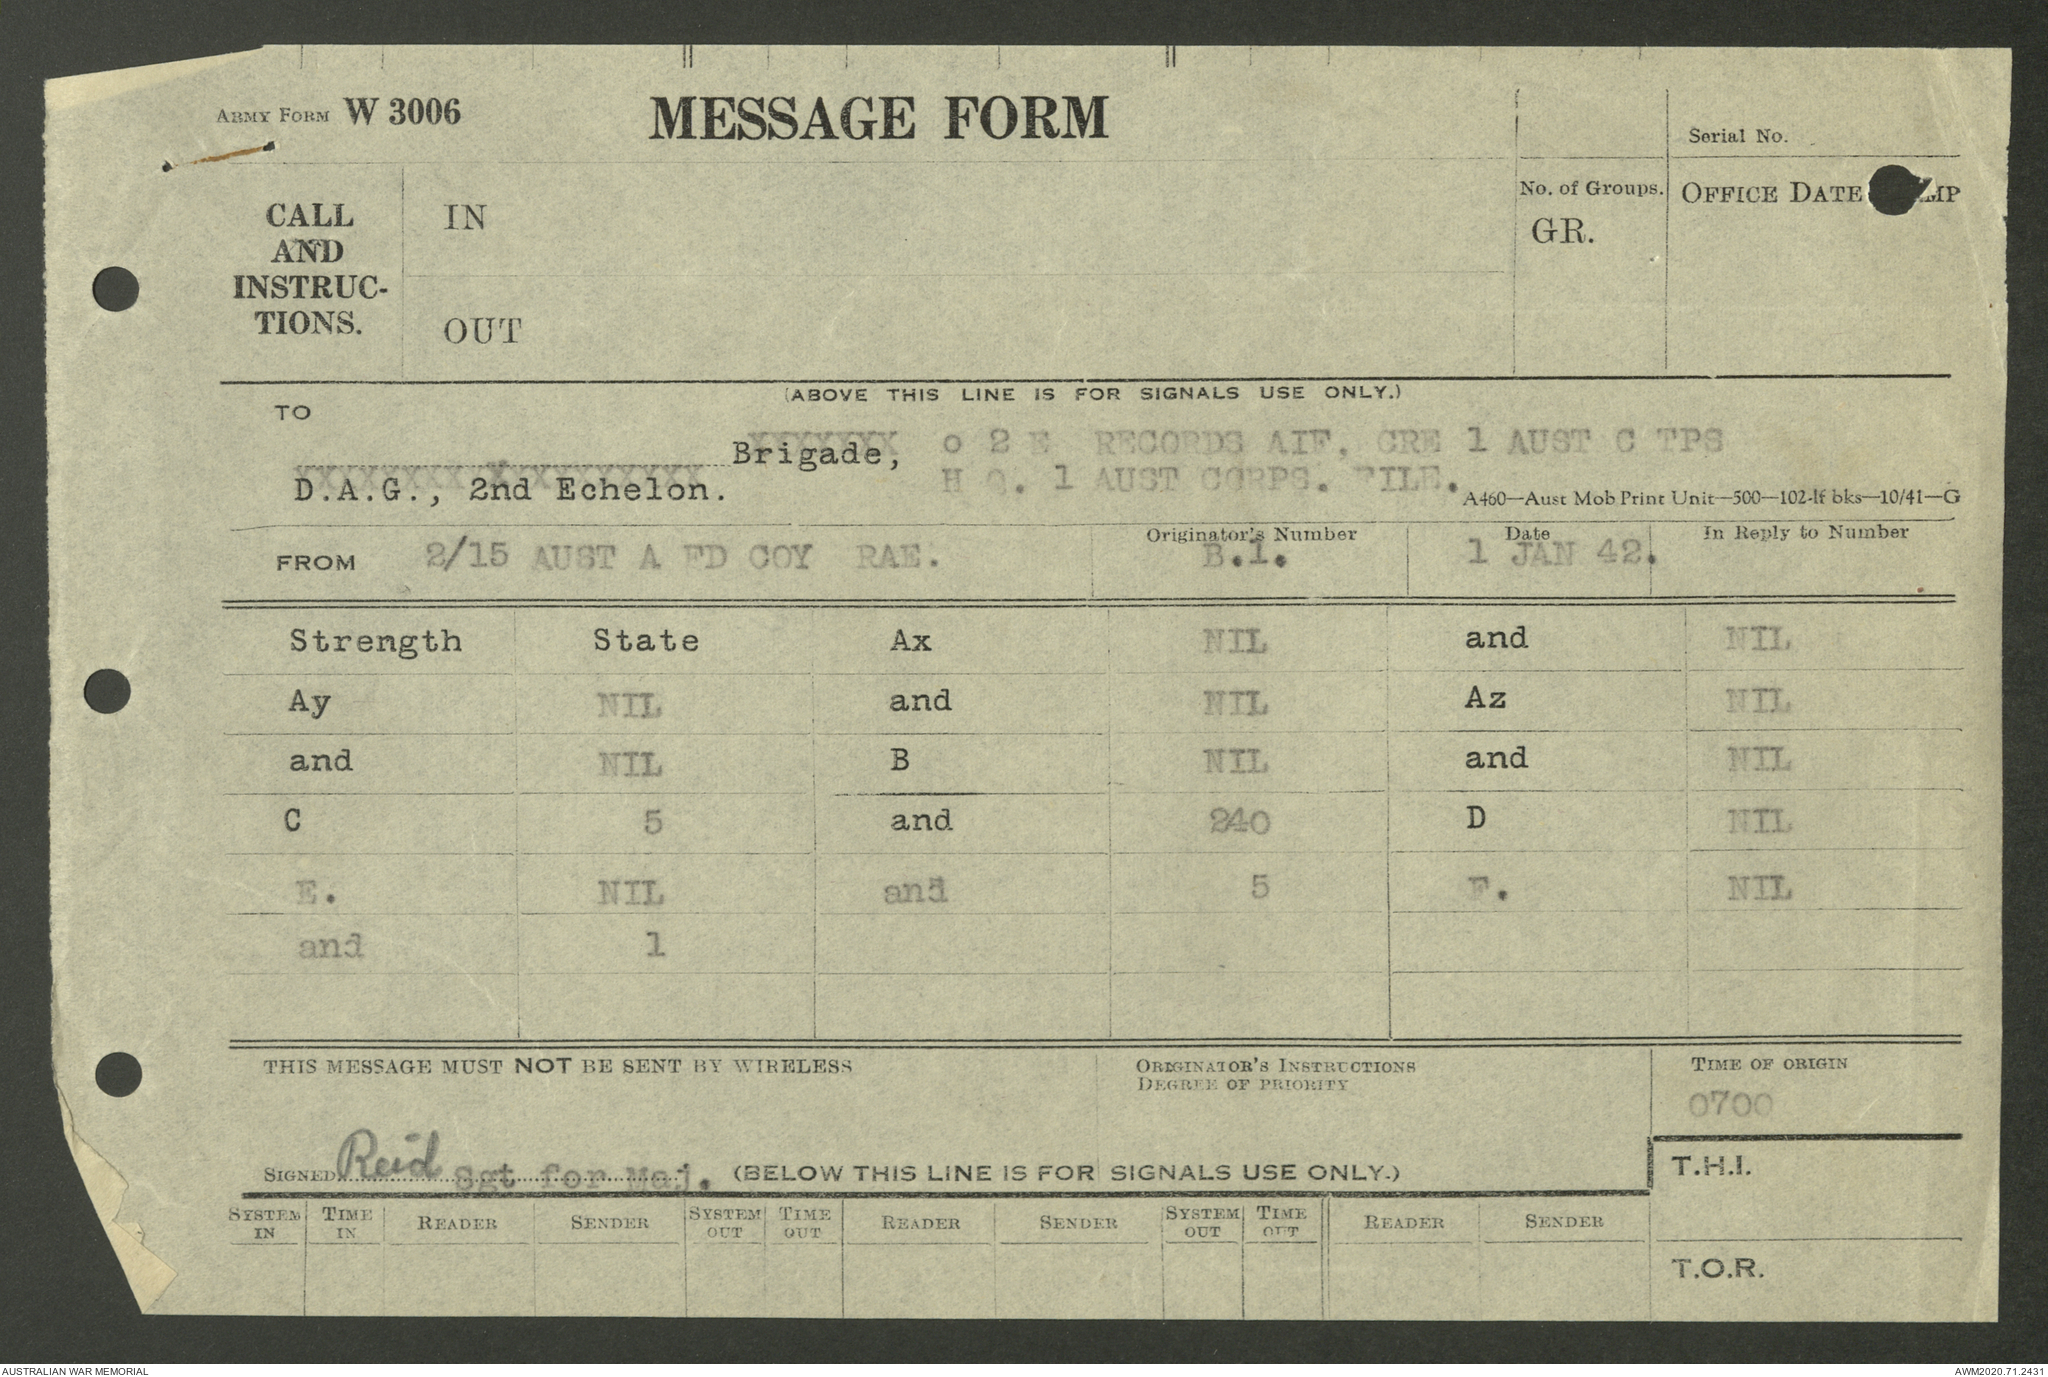 ARMY FORM W 3006
MESSAGE FORM
Serial No.
CALL
AND
INSTRUC-
TIONS.
IN
OUT
No. of Groups.
GR.
OFFICE DATE
(ABOVE THIS LINE IS FOR SIGNALS USE ONLY.)
TO
XXXXXXX o 2 E RECORDS AIF, CRE 1 AUST C TPS
Brigade,
H Q. 1 AUST CORPS. FILE.
D.A.G., 2nd Echelon.
A460—Aust Mob Print Unit—500—102-lf bks—10/41—G
FROM 2/15 AUST A FD COY RAE.
Originator's Number
B.1.
Date
1 JAN 42.
In Reply to Number
Strength State Ax NIL and NIL
Ay NIL and NIL Az NIL
and NIL B NIL and NIL
C 5 and 240 D NIL
E. NIL and 5 F. NIL
and 1
THIS MESSAGE MUST NOT BE SENT BY WIRELESS
ORIGINATOR'S INSTRUCTIONS
DEGREE OF PRIORITY
TIME OF ORIGIN
0700
SIGNED Reid Sgt for Maj. (BELOW THIS LINE IS FOR SIGNALS USE ONLY.)
T.H.I.
SYSTEM IN TIME IN READER SENDER SYSTEM OUT TIME OUT READER SENDER SYSTEM OUT TIME OUT READER SENDER
T.O.R.
AUSTRALIAN WAR MEMORIAL
AWM2020.71.2431